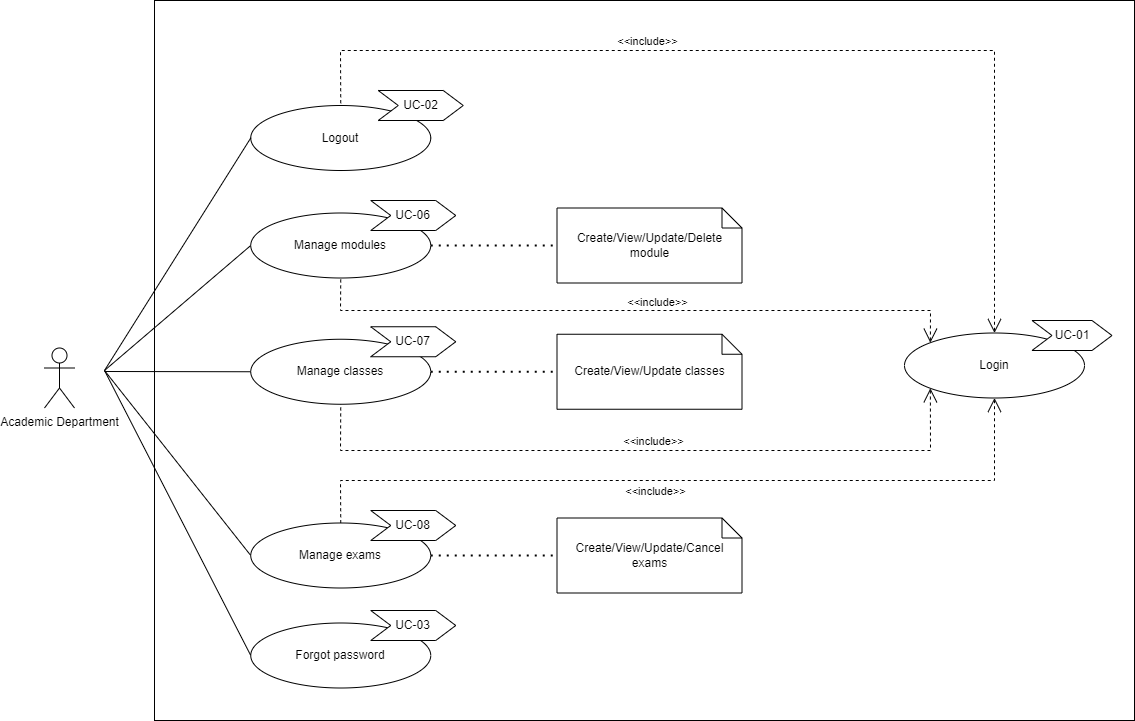 <<include>>
UC-02
Logout
UC-06
Manage modules
Create/View/Update/Delete
module
<<include>>
UC-07
Manage classes
Create/View/Update classes
UC-01
Login
Academic Department
<<include>>
<<include>>
UC-08
Manage exams
Create/View/Update/Cancel
exams
UC-03
Forgot password